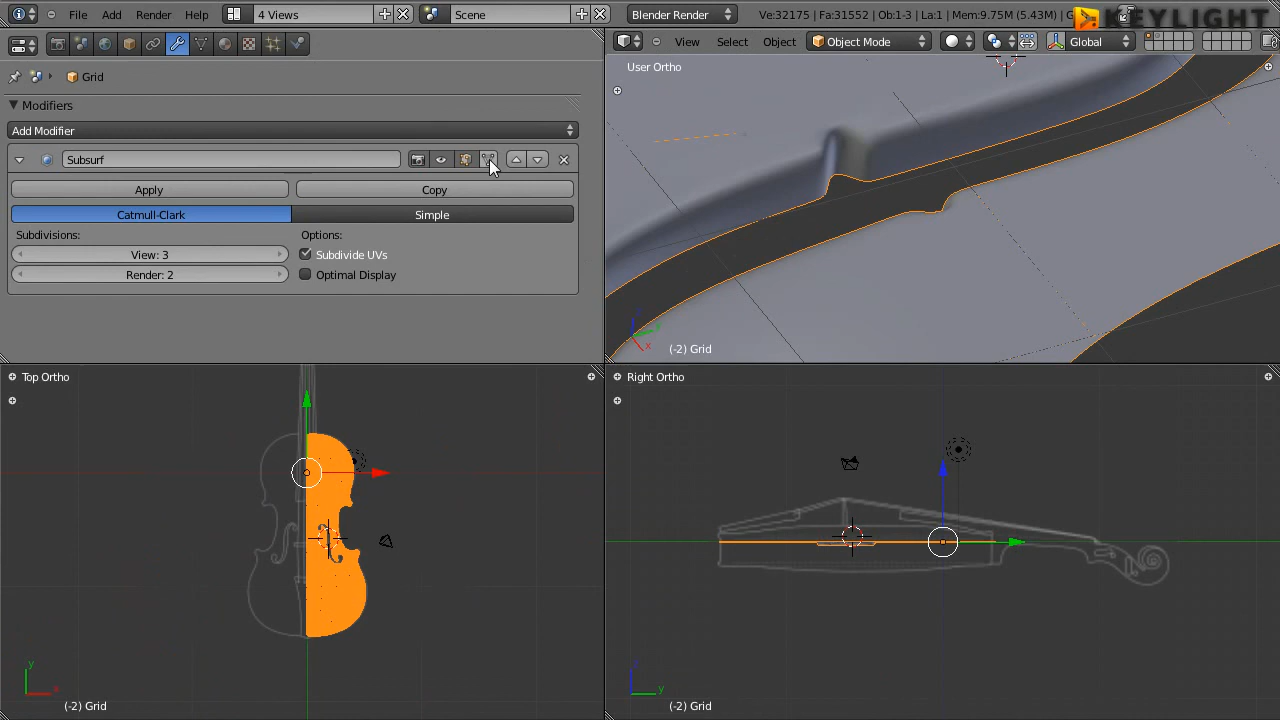 File Add Render Help 4 Views Scene Blender Render Ve:32175 | Fa:31552 | Ob:1-3 | La:1 | Mem:9.75M (5.43M) | G
KEYLIGHT
View Select Object Object Mode Global
Grid
Modifiers
Add Modifier
Subsurf
Apply Copy
Catmull-Clark Simple
Subdivisions: Options:
View: 3 Subdivide UVs
Render: 2 Optimal Display
User Ortho
z
y
x
(-2) Grid
Top Ortho
y
x
(-2) Grid
Right Ortho
z
y
(-2) Grid